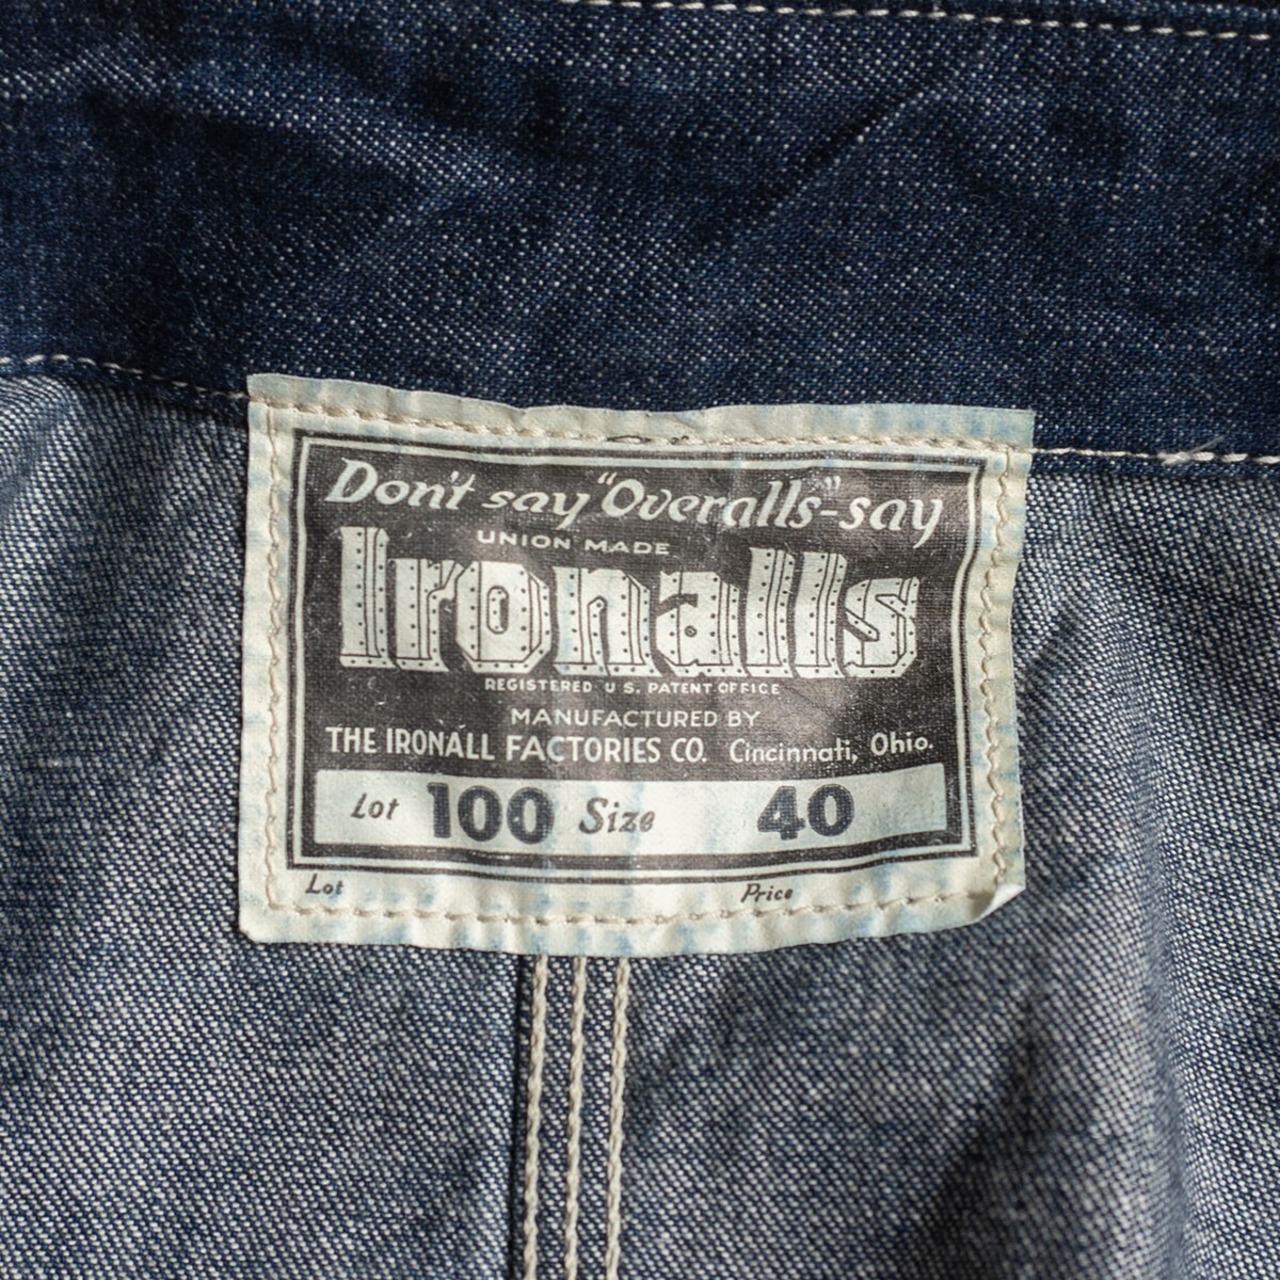 Don't say "Overalls"-say
UNION MADE
Ironalls
REGISTERED U.S. PATENT OFFICE
MANUFACTURED BY
THE IRONALL FACTORIES CO. Cincinnati, Ohio.
Lot 100 Size 40
Lot Price